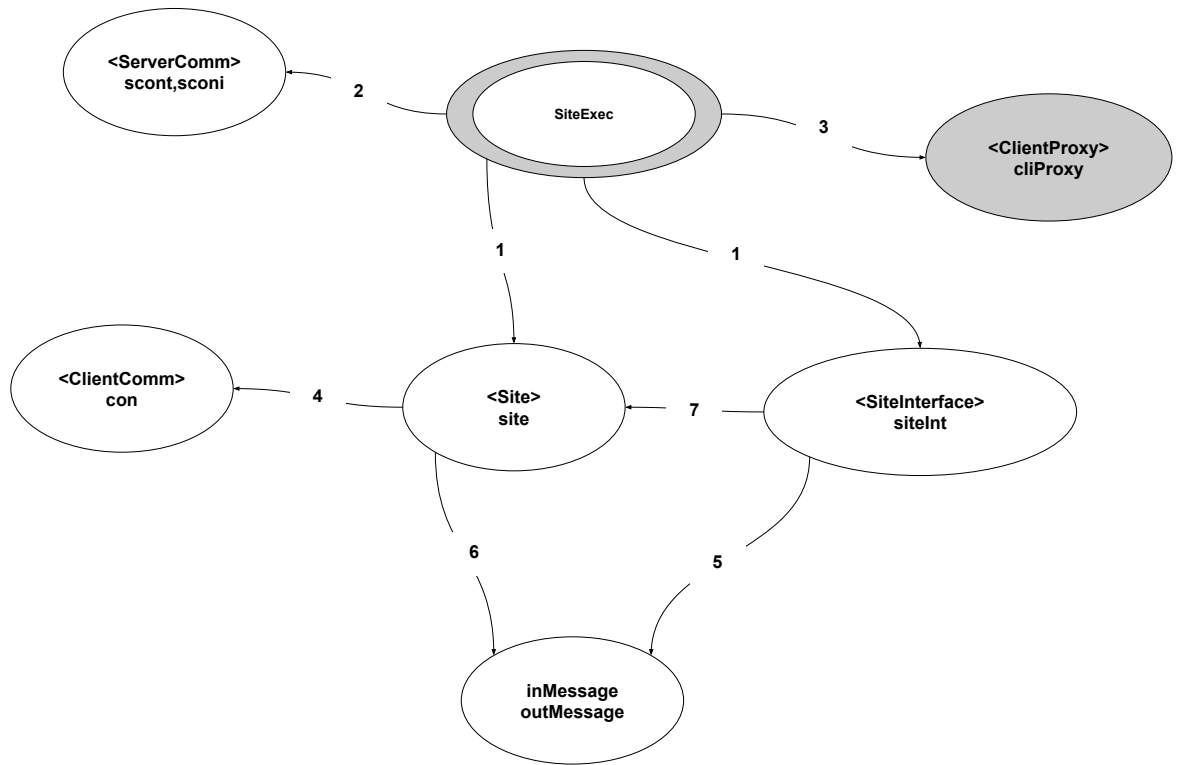 <ServerComm>
scont,sconi
2
SiteExec
3
<ClientProxy>
cliProxy
1
1
<ClientComm>
con
4
<Site>
site
7
<SiteInterface>
siteInt
6
5
inMessage
outMessage